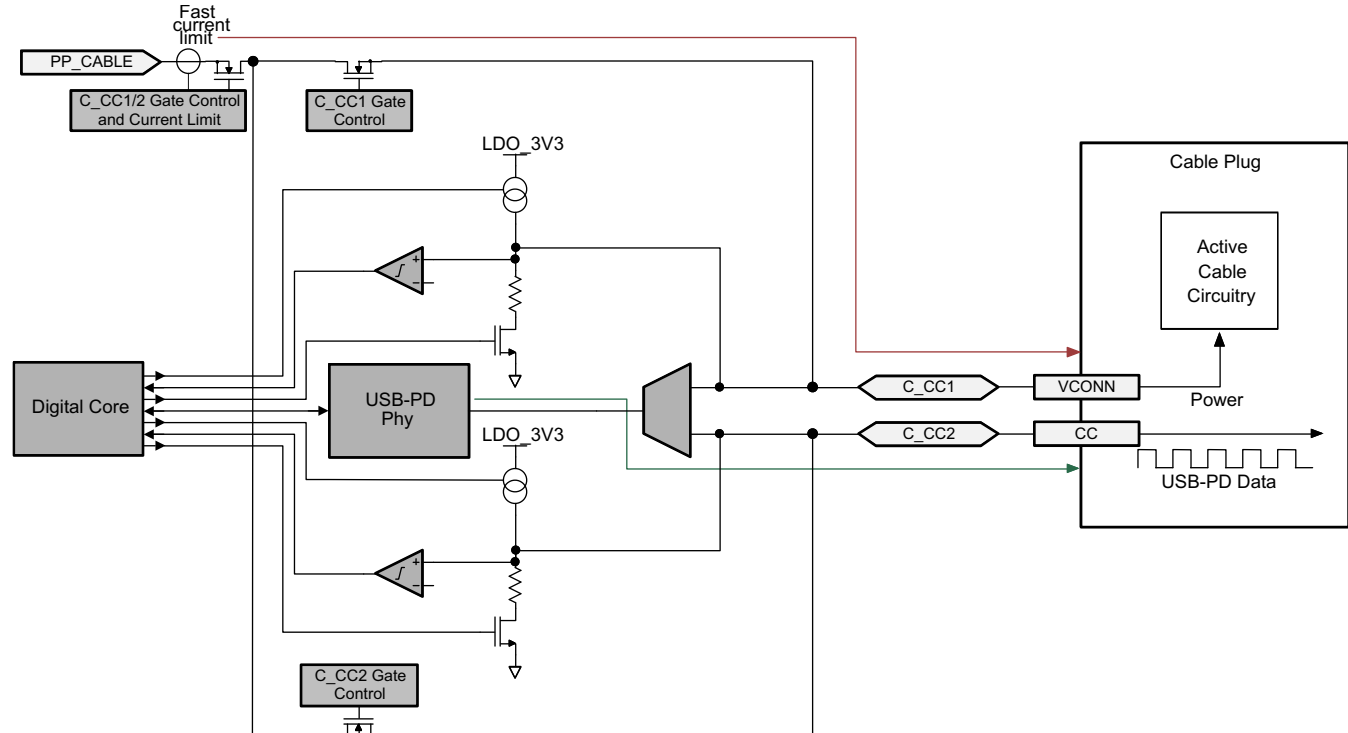 Fast
current
limit
PP_CABLE
C_CC1/2 Gate Control
and Current Limit
C_CC1 Gate
Control
LDO_3V3
Cable Plug
Active
Cable
Circuitry
+
−
Digital Core
USB-PD
Phy
C_CC1
VCONN
Power
C_CC2
CC
LDO_3V3
USB-PD Data
+
−
C_CC2 Gate
Control